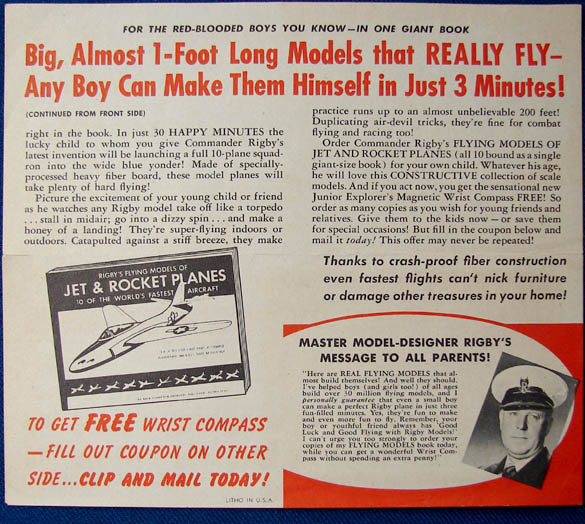 FOR THE RED-BLOODED BOYS YOU KNOW—IN ONE GIANT BOOK
Big, Almost 1-Foot Long Models that REALLY FLY—
Any Boy Can Make Them Himself in Just 3 Minutes!
(CONTINUED FROM FRONT SIDE)
right in the book. In just 30 HAPPY MINUTES the
lucky child to whom you give Commander Rigby's
latest invention will be launching a full 10-plane squad-
ron into the wide blue yonder! Made of specially-
processed heavy fiber board, these model planes will
take plenty of hard flying!
Picture the excitement of your young child or friend
as he watches any Rigby model take off like a torpedo
. . . stall in midair; go into a dizzy spin . . . and make a
honey of a landing! They're super-flying indoors or
outdoors. Catapulted against a stiff breeze, they make
practice runs up to an almost unbelievable 200 feet!
Duplicating air-devil tricks, they're fine for combat
flying and racing too!
Order Commander Rigby's FLYING MODELS OF
JET AND ROCKET PLANES (all 10 bound as a single
giant-size book) for your own child. Whatever his age,
he will love this CONSTRUCTIVE collection of scale
models. And if you act now, you get the sensational new
Junior Explorer's Magnetic Wrist Compass FREE! So
order as many copies as you wish for young friends and
relatives. Give them to the kids now — or save them
for special occasions! But fill in the coupon below and
mail it today! This offer may never be repeated!
Thanks to crash-proof fiber construction
even fastest flights can't nick furniture
or damage other treasures in your home!
RIGBY'S FLYING MODELS OF
JET & ROCKET PLANES
10 OF THE WORLD'S FASTEST AIRCRAFT
TO GET FREE WRIST COMPASS
—FILL OUT COUPON ON OTHER
SIDE...CLIP AND MAIL TODAY!
LITHO IN U.S.A.
MASTER MODEL-DESIGNER RIGBY'S
MESSAGE TO ALL PARENTS!
"Here are REAL FLYING MODELS that al-
most build themselves! And well they should.
I've helped boys (and girls too!) of all ages
build over 30 million flying models, and I
personally guarantee that even a small boy
can make a perfect Rigby plane in just three
fun-filled minutes. Yes, they're fun to make
and even more fun to fly. Remember, your
boy or youthful friend always has 'Good
Luck and Good Flying with Rigby Models!'
I can't urge you too strongly to order your
copies of my FLYING MODELS book today,
while you can get a wonderful Wrist Com-
pass without spending an extra penny!"